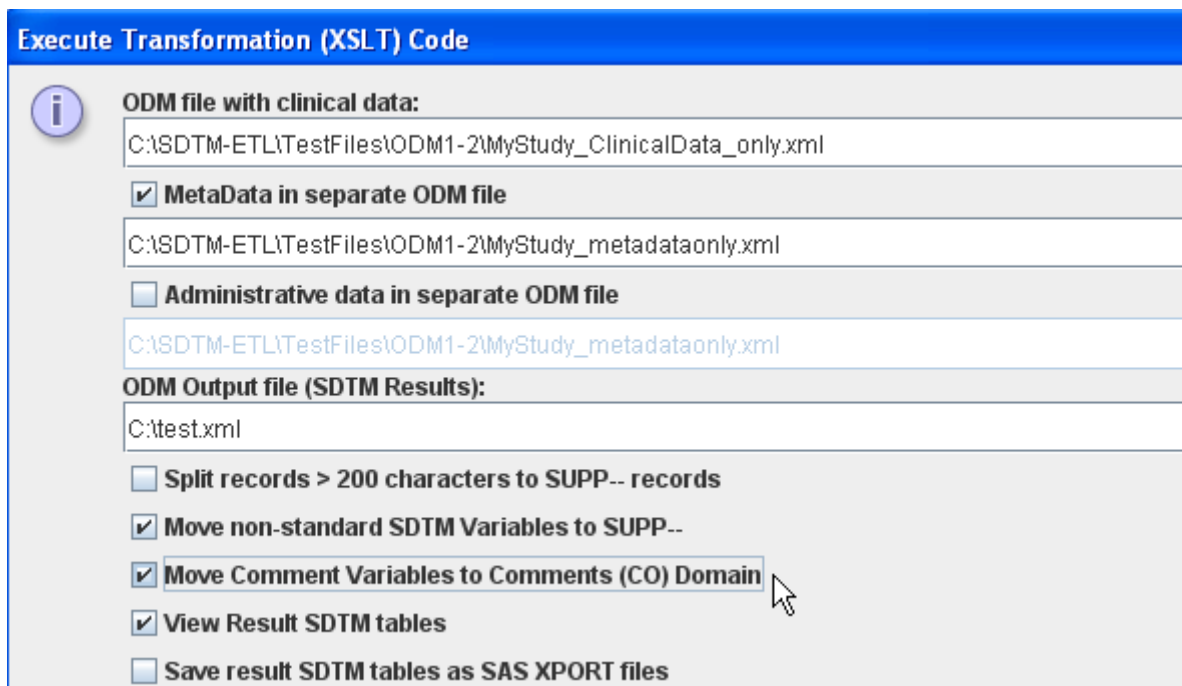 Execute Transformation (XSLT) Code
ODM file with clinical data:
C:\SDTM-ETL\TestFiles\ODM1-2\MyStudy_ClinicalData_only.xml
MetaData in separate ODM file
C:\SDTM-ETL\TestFiles\ODM1-2\MyStudy_metadataonly.xml
Administrative data in separate ODM file
C:\SDTM-ETL\TestFiles\ODM1-2\MyStudy_metadataonly.xml
ODM Output file (SDTM Results):
C:\test.xml
Split records > 200 characters to SUPP-- records
Move non-standard SDTM Variables to SUPP--
Move Comment Variables to Comments (CO) Domain
View Result SDTM tables
Save result SDTM tables as SAS XPORT files